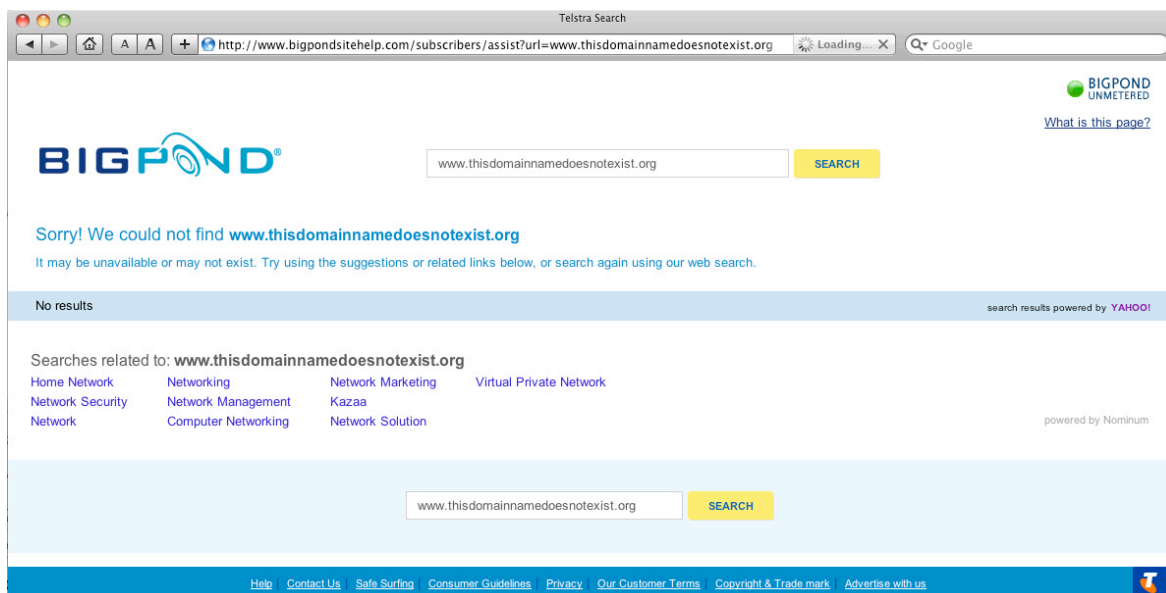 Telstra Search
A A + http://www.bigpondsitehelp.com/subscribers/assist?url=www.thisdomainnamedoesnotexist.org Loading... X Google
BIGPOND
UNMETERED
What is this page?
BIGPOND®
www.thisdomainnamedoesnotexist.org SEARCH
Sorry! We could not find www.thisdomainnamedoesnotexist.org
It may be unavailable or may not exist. Try using the suggestions or related links below, or search again using our web search.
No results search results powered by YAHOO!
Searches related to: www.thisdomainnamedoesnotexist.org
Home Network Networking Network Marketing Virtual Private Network
Network Security Network Management Kazaa
Network Computer Networking Network Solution powered by Nominum
www.thisdomainnamedoesnotexist.org SEARCH
Help | Contact Us | Safe Surfing | Consumer Guidelines | Privacy | Our Customer Terms | Copyright & Trade mark | Advertise with us T